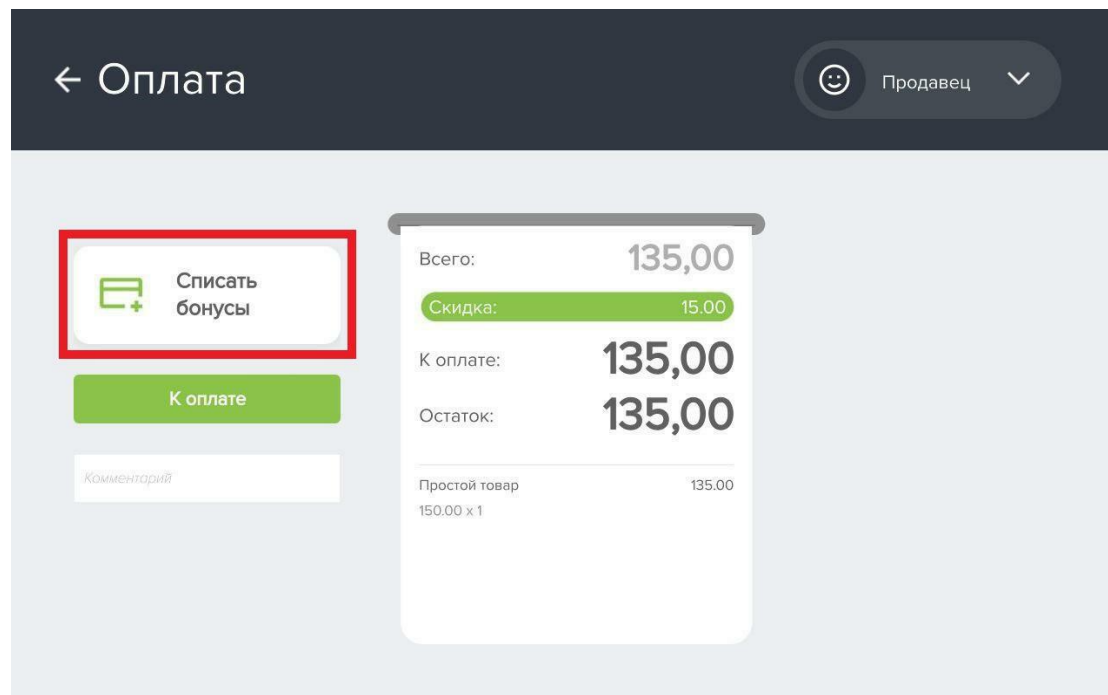 Оплата
Продавец
Списать
бонусы
К оплате
Комментарий
Всего: 135,00
Скидка: 15.00
К оплате: 135,00
Остаток: 135,00
Простой товар 135.00
150.00 x 1